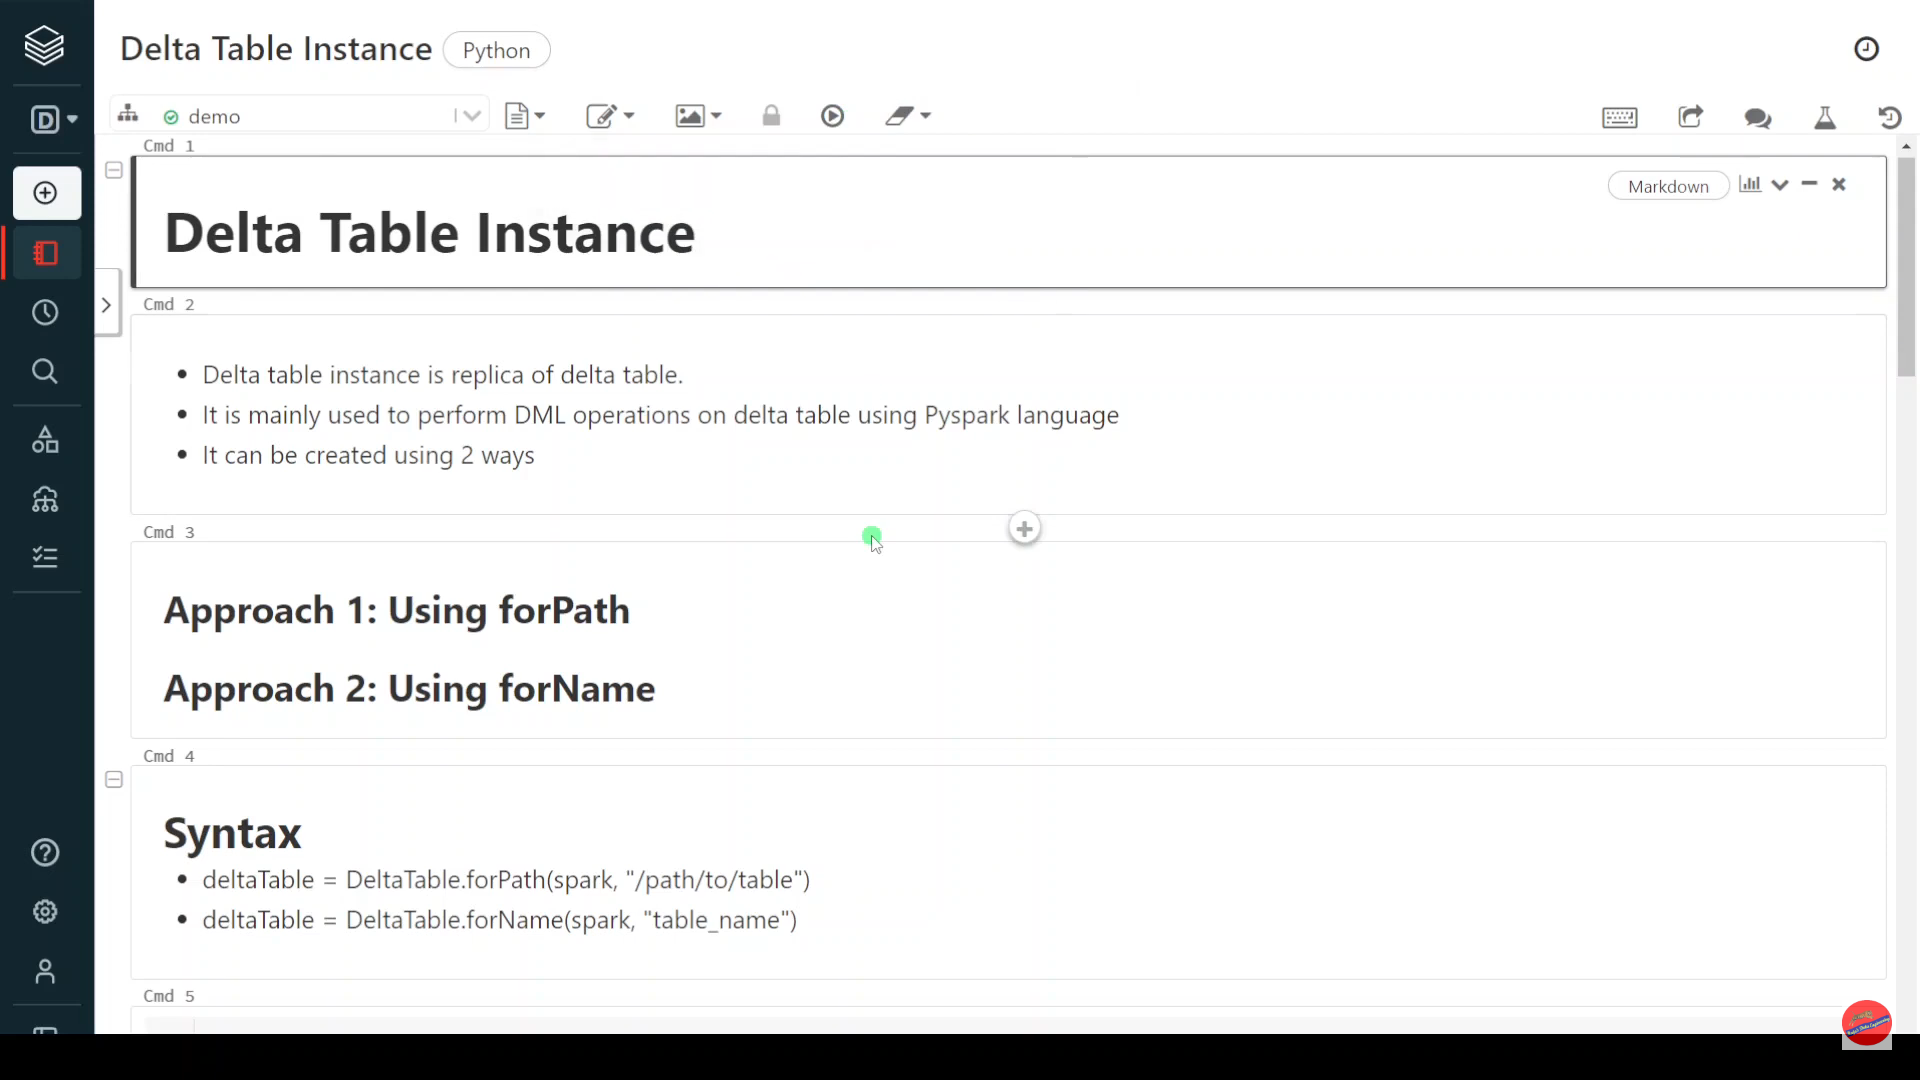 Delta Table Instance Python
demo
Cmd 1
Markdown
Delta Table Instance
Cmd 2
Delta table instance is replica of delta table.
It is mainly used to perform DML operations on delta table using Pyspark language
It can be created using 2 ways
Cmd 3
Approach 1: Using forPath
Approach 2: Using forName
Cmd 4
Syntax
deltaTable = DeltaTable.forPath(spark, "/path/to/table")
deltaTable = DeltaTable.forName(spark, "table_name")
Cmd 5